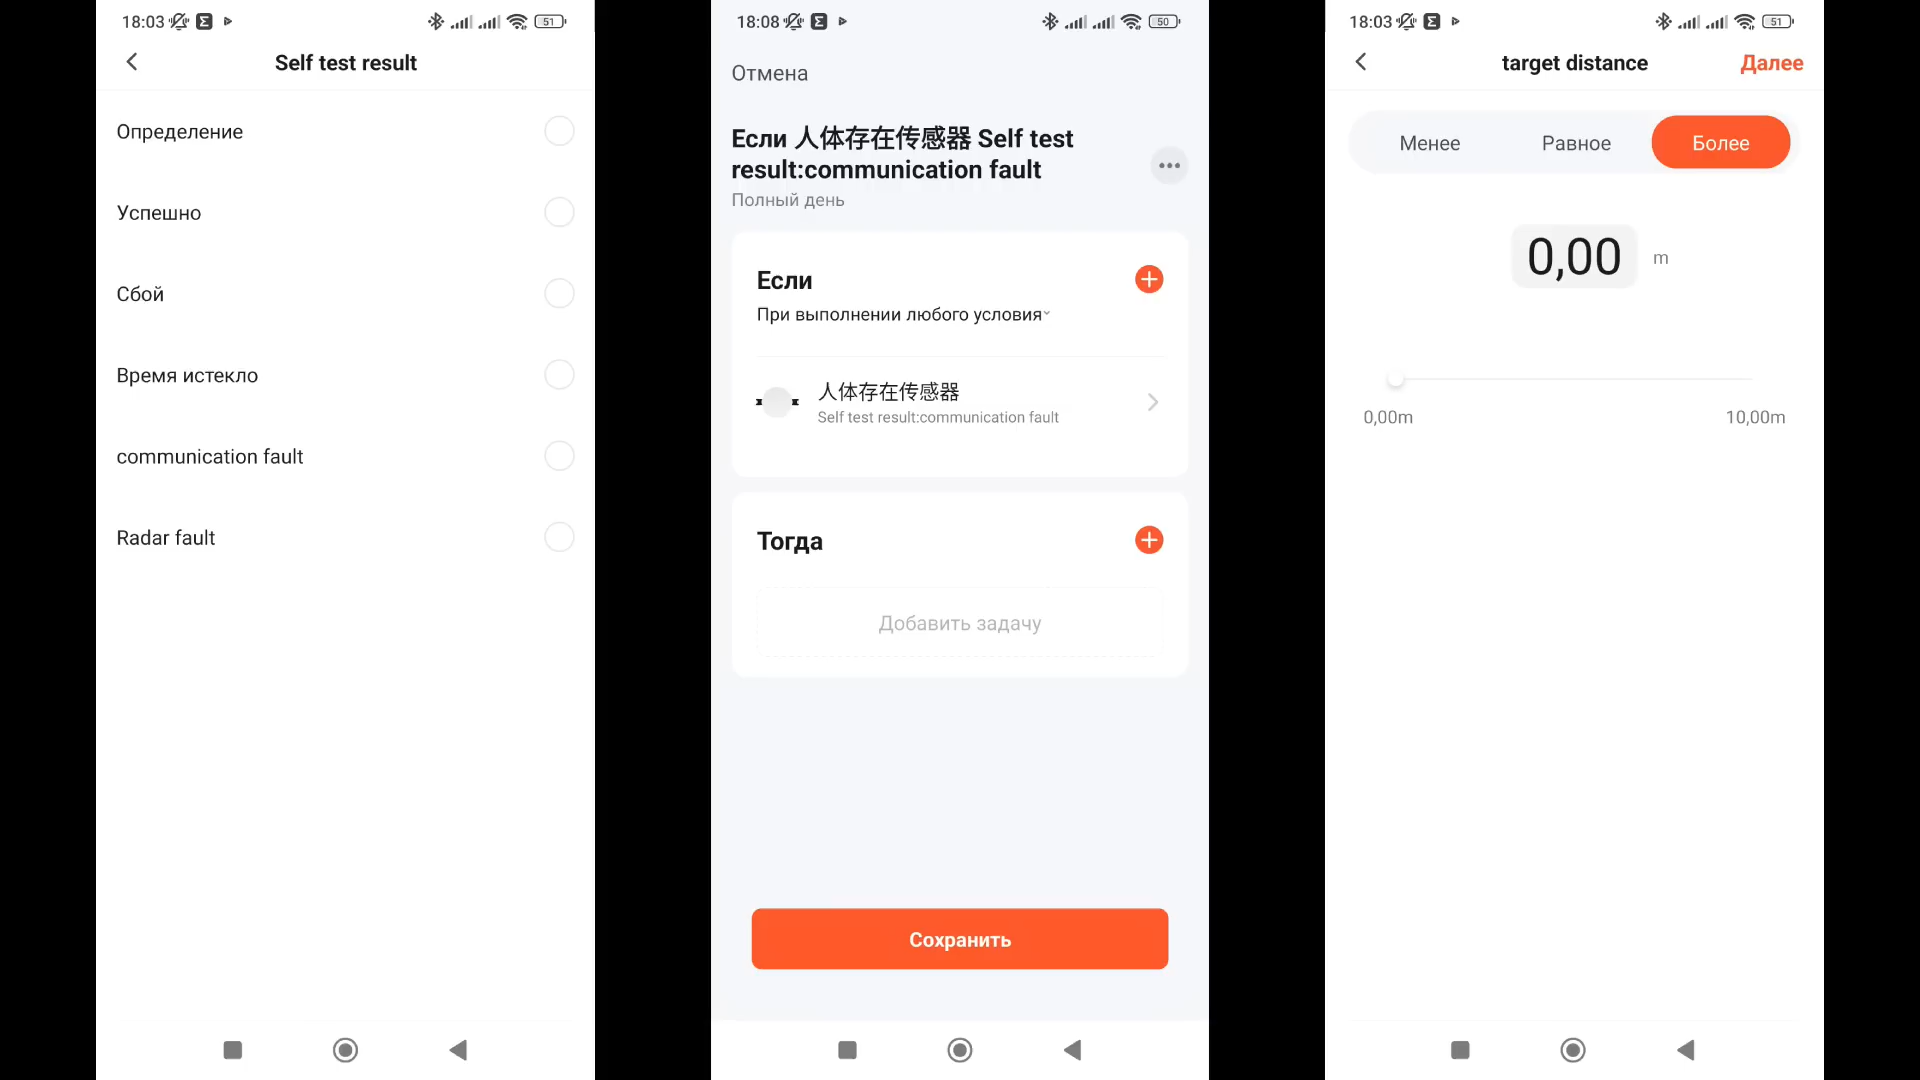 18:03
51
Self test result
Определение
Успешно
Сбой
Время истекло
communication fault
Radar fault
18:08
50
Отмена
Если 人体存在传感器 Self test
result:communication fault
Полный день
Если
При выполнении любого условия
人体存在传感器
Self test result:communication fault
Тогда
Добавить задачу
Сохранить
18:03
51
target distance
Далее
Менее Равное Более
0,00 m
0,00m 10,00m